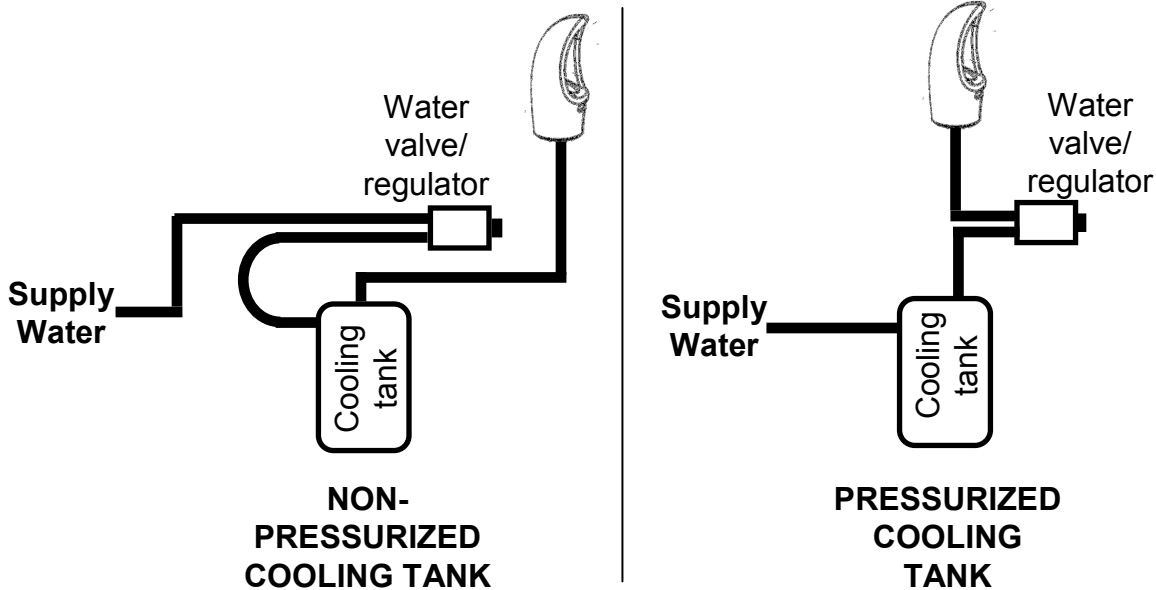 Water
valve/
regulator
Supply
Water
Cooling
tank
NON-
PRESSURIZED
COOLING TANK
Water
valve/
regulator
Supply
Water
Cooling
tank
PRESSURIZED
COOLING
TANK